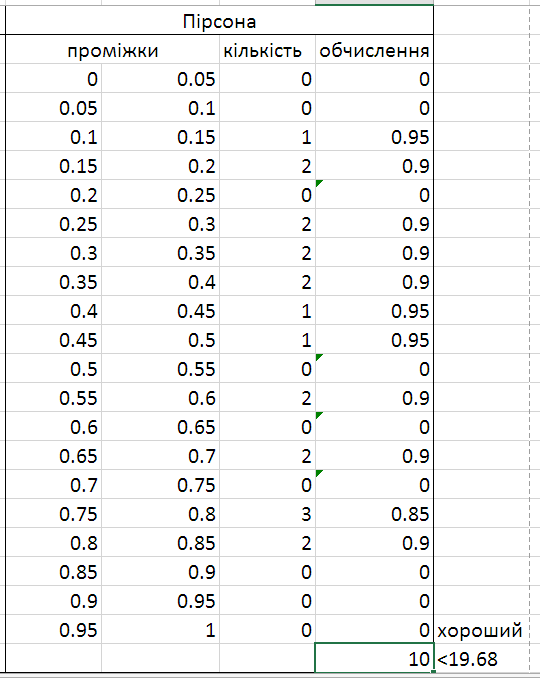 Пірсона
проміжки кількість обчислення
0 0.05 0 0
0.05 0.1 0 0
0.1 0.15 1 0.95
0.15 0.2 2 0.9
0.2 0.25 0 0
0.25 0.3 2 0.9
0.3 0.35 2 0.9
0.35 0.4 2 0.9
0.4 0.45 1 0.95
0.45 0.5 1 0.95
0.5 0.55 0 0
0.55 0.6 2 0.9
0.6 0.65 0 0
0.65 0.7 2 0.9
0.7 0.75 0 0
0.75 0.8 3 0.85
0.8 0.85 2 0.9
0.85 0.9 0 0
0.9 0.95 0 0
0.95 1 0 0 хороший
10 <19.68